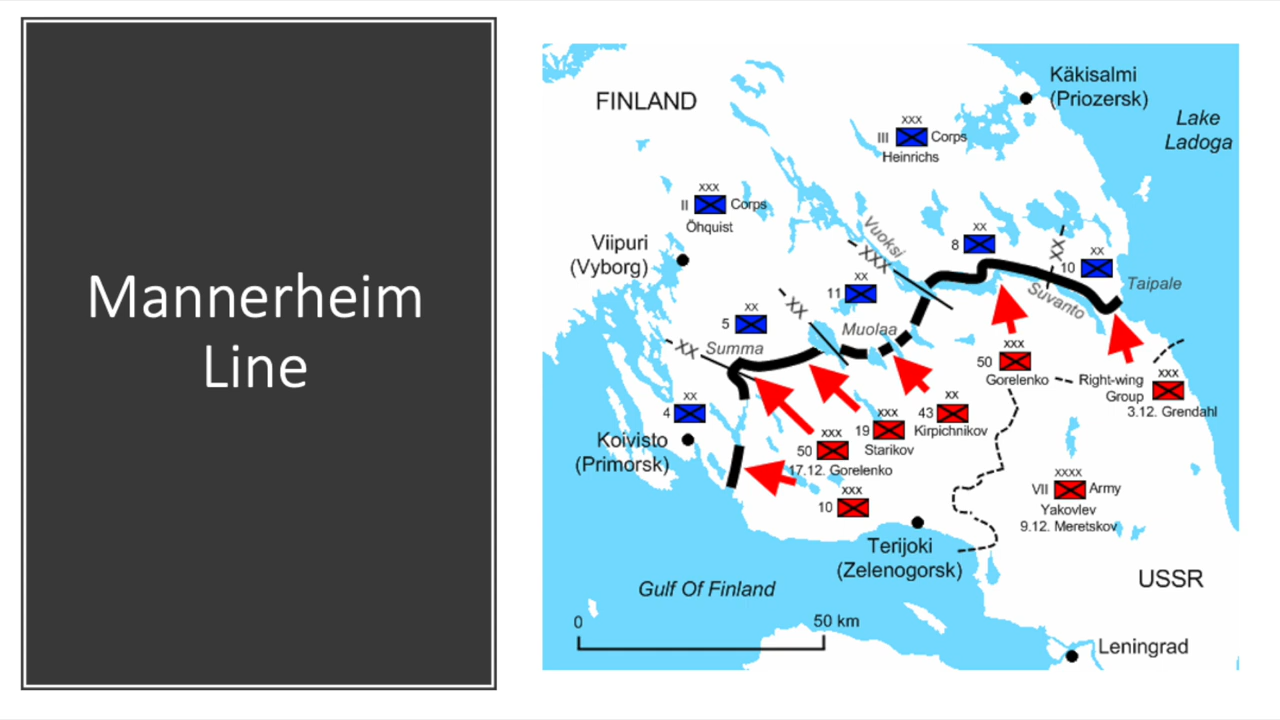 Mannerheim
Line
FINLAND
Käkisalmi
(Priozersk)
Lake
Ladoga
XXX
III Corps
Heinrichs
XXX
II Corps
Öhquist
Viipuri
(Vyborg)
Vuoksi
XXX
XX
8
XX
XX
10
Taipale
Suvanto
XX
11
XX
XX
5
Muolaa
Summa
XX
XX
4
Koivisto
(Primorsk)
XXX
50
Gorelenko
Right-wing
Group
XXX
3.12. Grendahl
XX
43
Kirpichnikov
XXX
19
Starikov
XXX
50
17.12. Gorelenko
XXX
10
XXXX
VII Army
Yakovlev
9.12. Meretskov
Terijoki
(Zelenogorsk)
USSR
Gulf Of Finland
0 50 km
Leningrad